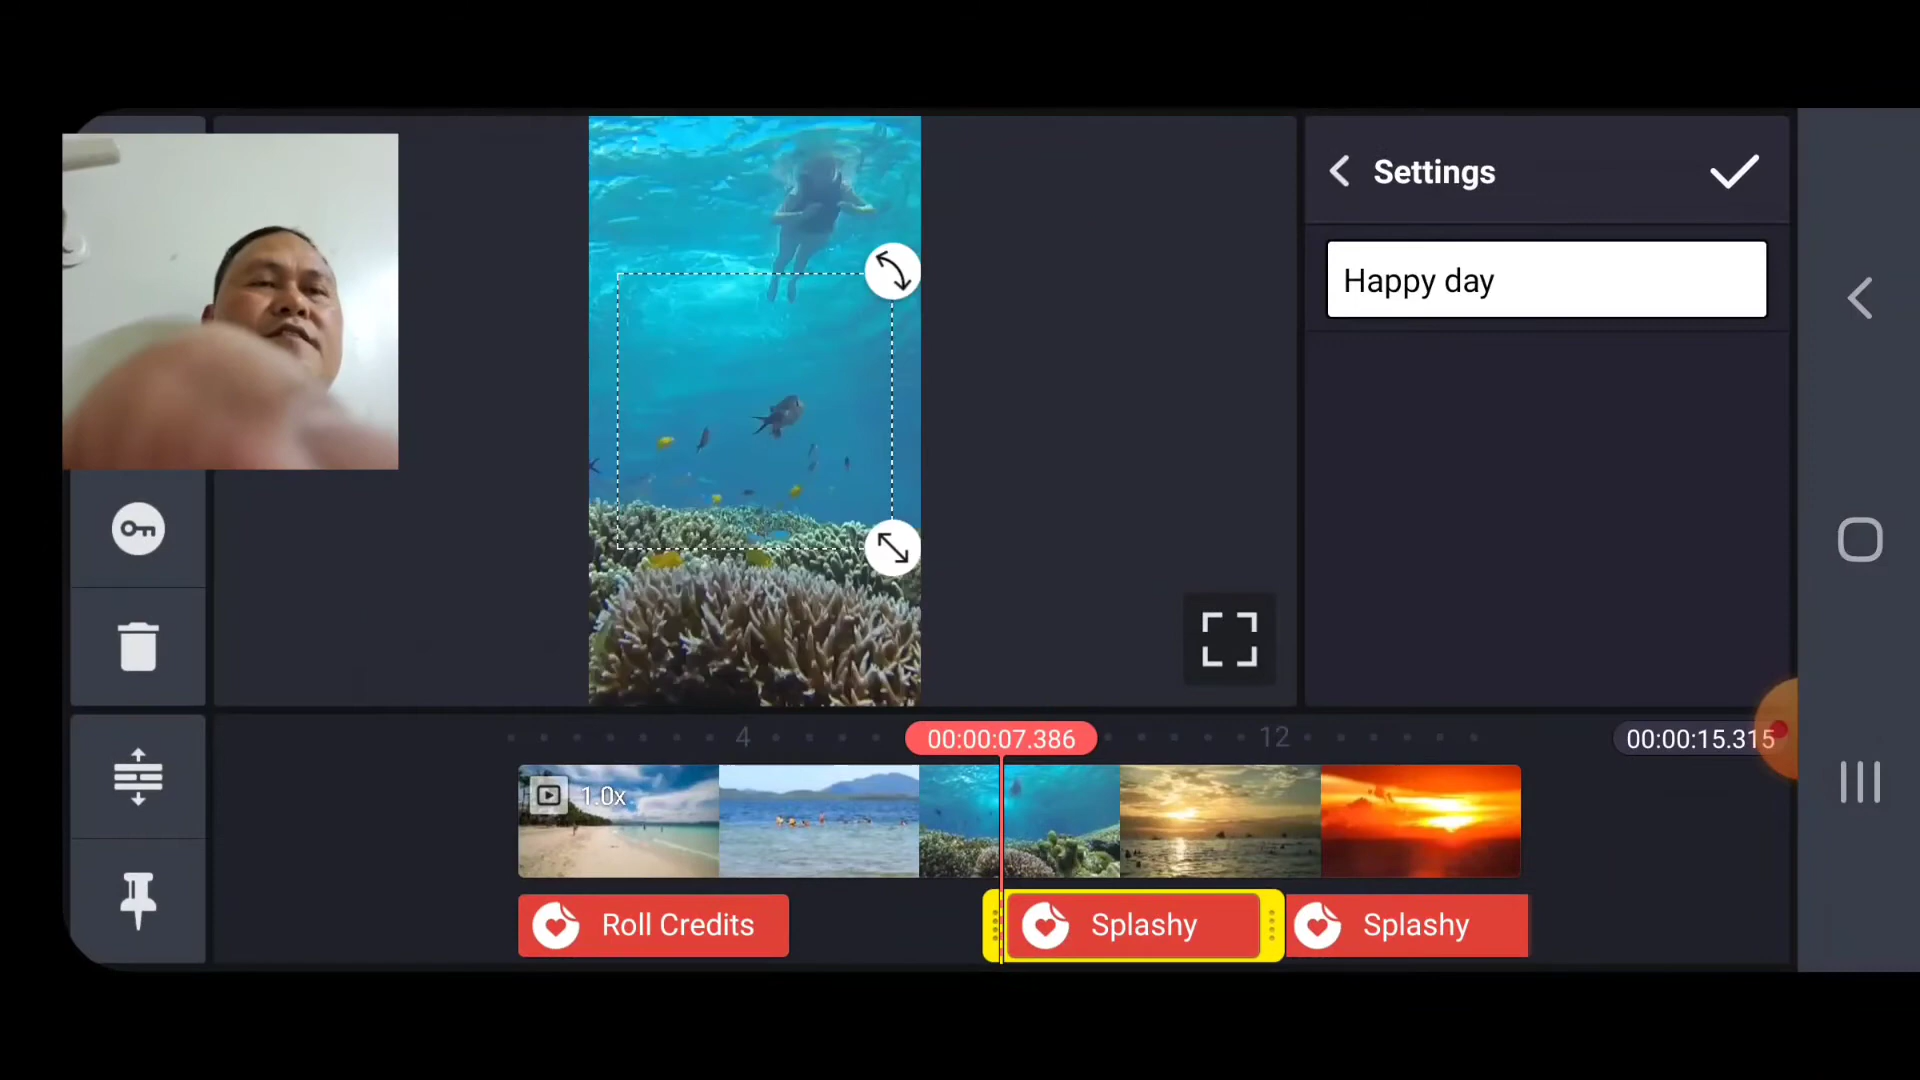 Settings
Happy day
4
00:00:07.386
12
00:00:15.315
1.0x
Roll Credits
Splashy
Splashy